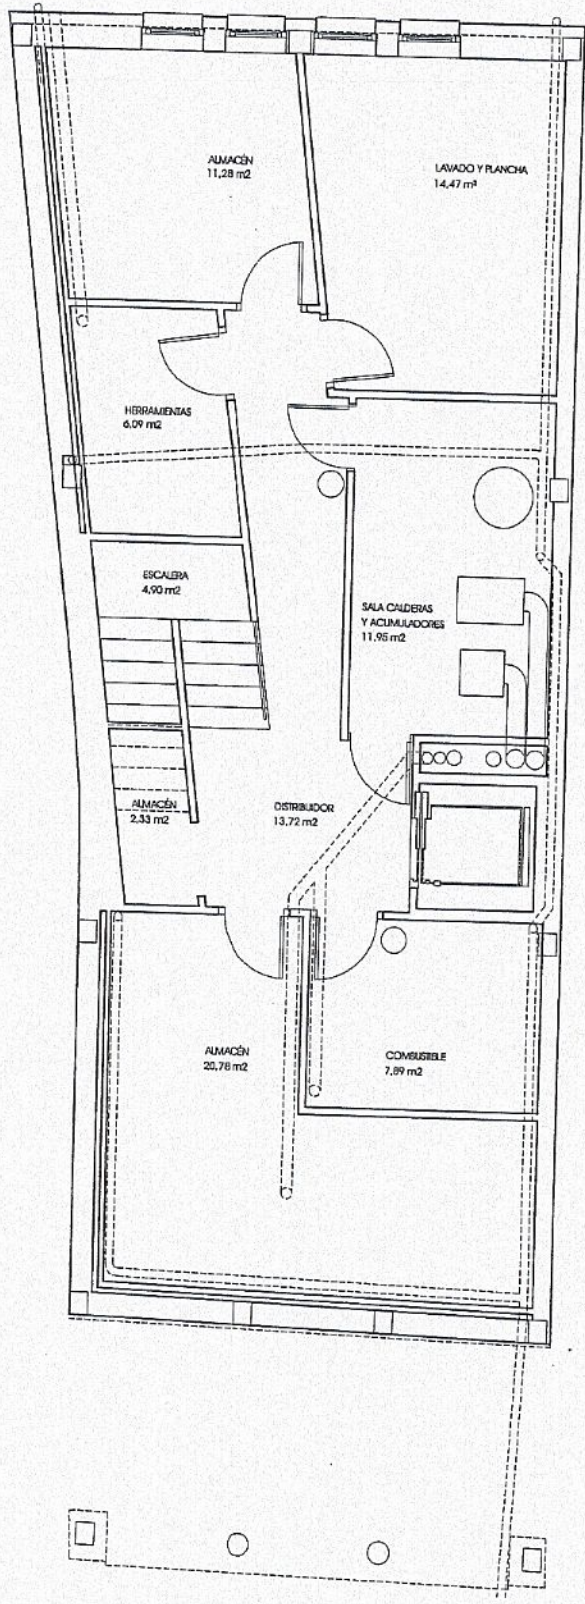 ALMACÉN
11,28 m2
LAVADO Y PLANCHA
14,47 m²
HERRAMIENTAS
6,09 m2
ESCALERA
4,90 m2
SALA CALDERAS
Y ACUMULADORES
11,95 m2
ALMACÉN
2,33 m2
DISTRIBUIDOR
13,72 m2
ALMACÉN
20,78 m2
COMBUSTIBLE
7,89 m2